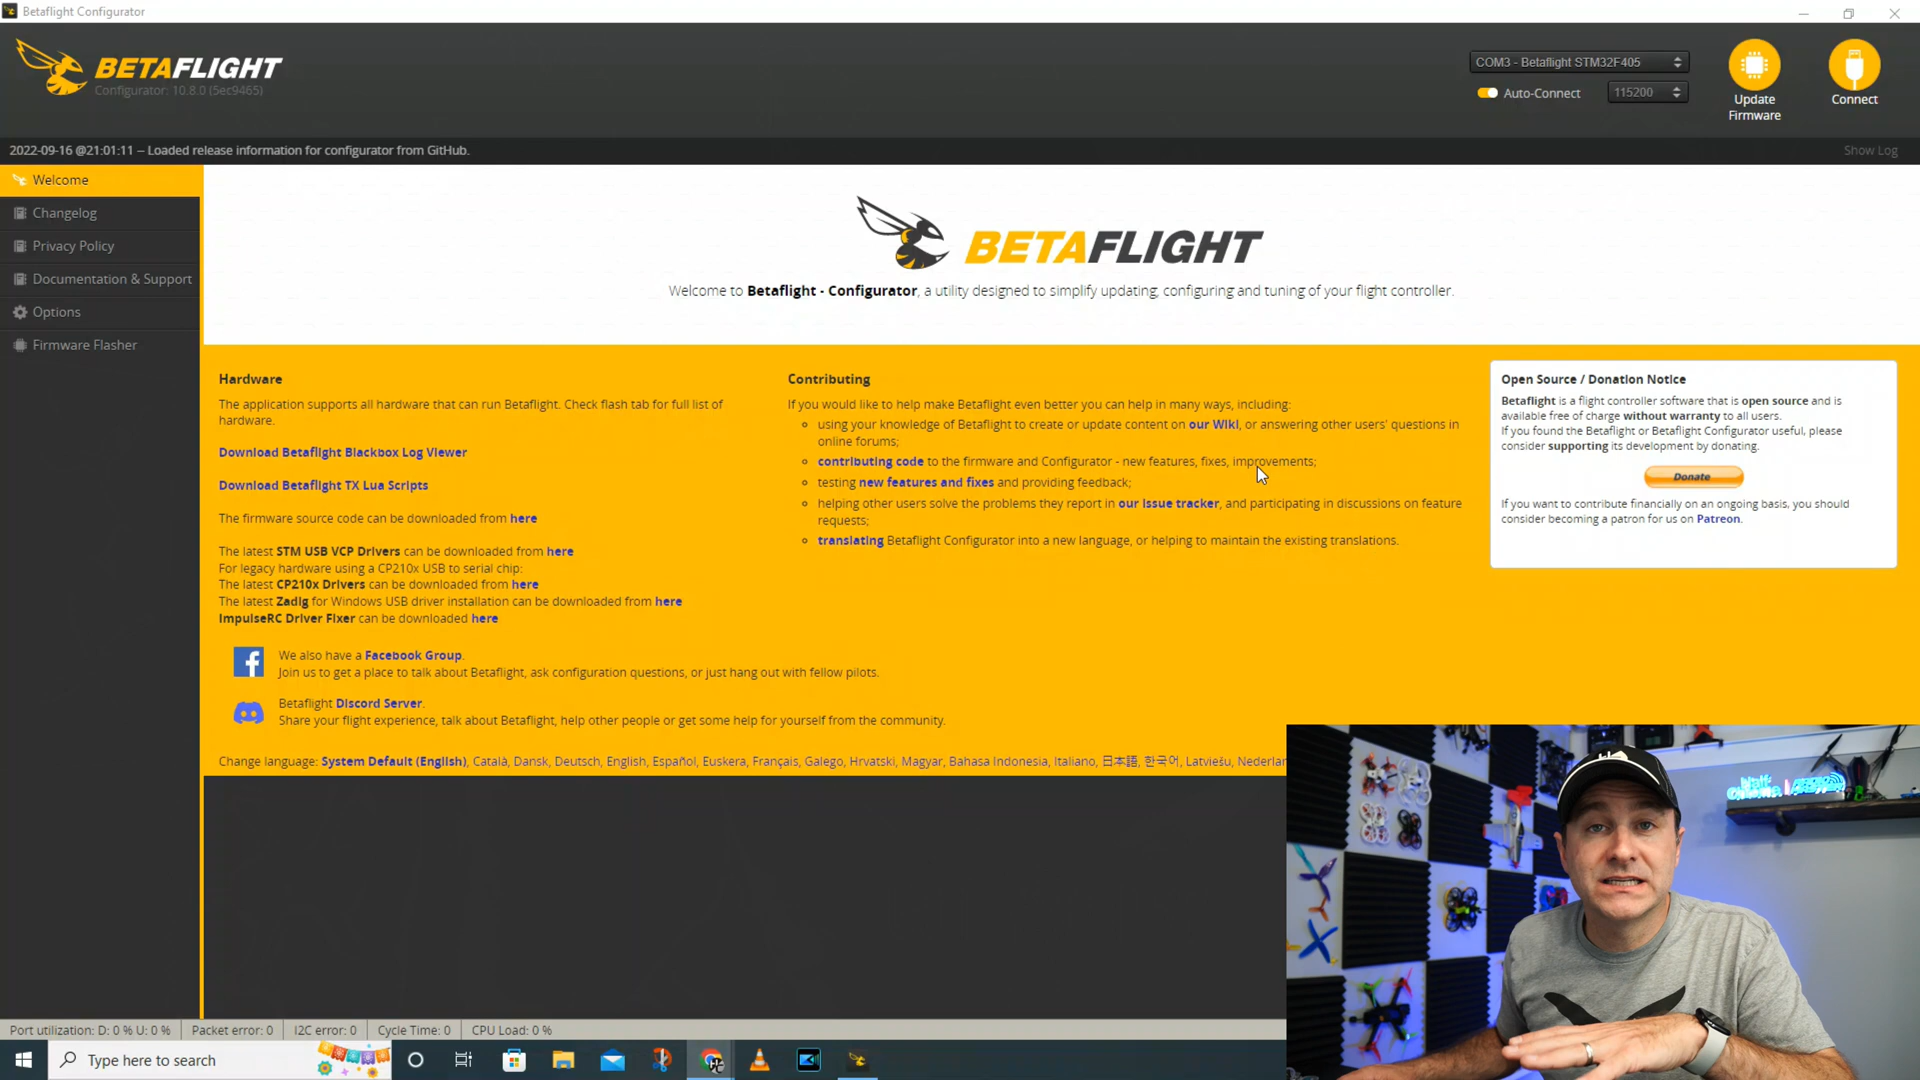 Betaflight Configurator
BETAFLIGHT
Configurator: 10.8.0 (5ec9465)
COM3 - Betaflight STM32F405
Auto-Connect
115200
Update
Firmware
Connect
2022-09-16 @21:01:11 -- Loaded release information for configurator from GitHub.
Show Log
Welcome
Changelog
Privacy Policy
Documentation & Support
Options
Firmware Flasher
BETAFLIGHT
Welcome to Betaflight - Configurator, a utility designed to simplify updating, configuring and tuning of your flight controller.
Hardware
The application supports all hardware that can run Betaflight. Check flash tab for full list of
hardware.
Download Betaflight Blackbox Log Viewer
Download Betaflight TX Lua Scripts
The firmware source code can be downloaded from here
The latest STM USB VCP Drivers can be downloaded from here
For legacy hardware using a CP210x USB to serial chip:
The latest CP210x Drivers can be downloaded from here
The latest Zadig for Windows USB driver installation can be downloaded from here
ImpulseRC Driver Fixer can be downloaded here
We also have a Facebook Group.
Join us to get a place to talk about Betaflight, ask configuration questions, or just hang out with fellow pilots.
Betaflight Discord Server.
Share your flight experience, talk about Betaflight, help other people or get some help for yourself from the community.
Contributing
If you would like to help make Betaflight even better you can help in many ways, including:
using your knowledge of Betaflight to create or update content on our Wiki, or answering other users' questions in
online forums;
contributing code to the firmware and Configurator - new features, fixes, improvements;
testing new features and fixes and providing feedback;
helping other users solve the problems they report in our issue tracker, and participating in discussions on feature
requests;
translating Betaflight Configurator into a new language, or helping to maintain the existing translations.
Open Source / Donation Notice
Betaflight is a flight controller software that is open source and is
available free of charge without warranty to all users.
If you found the Betaflight or Betaflight Configurator useful, please
consider supporting its development by donating.
Donate
If you want to contribute financially on an ongoing basis, you should
consider becoming a patron for us on Patreon.
Change language: System Default (English), Català, Dansk, Deutsch, English, Español, Euskera, Français, Galego, Hrvatski, Magyar, Bahasa Indonesia, Italiano, 日本語, 한국어, Latviešu, Nederlan
Port utilization: D: 0 % U: 0 %
Packet error: 0
I2C error: 0
Cycle Time: 0
CPU Load: 0 %
Type here to search